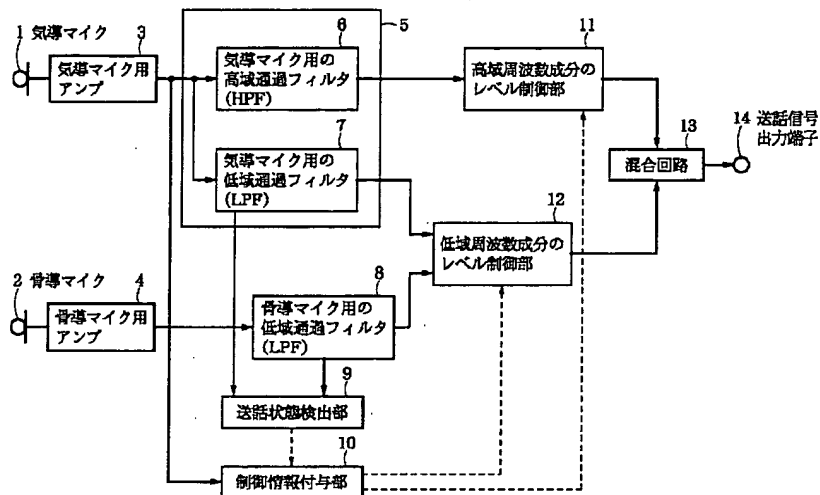 1 気導マイク
3
気導マイク用
アンプ
5
6
気導マイク用の
高域通過フィルタ
(HPF)
7
気導マイク用の
低域通過フィルタ
(LPF)
11
高域周波数成分の
レベル制御部
13
混合回路
14 送話信号
出力端子
12
低域周波数成分の
レベル制御部
2 骨導マイク
4
骨導マイク用
アンプ
8
骨導マイク用の
低域通過フィルタ
(LPF)
9
送話状態検出部
10
制御情報付与部